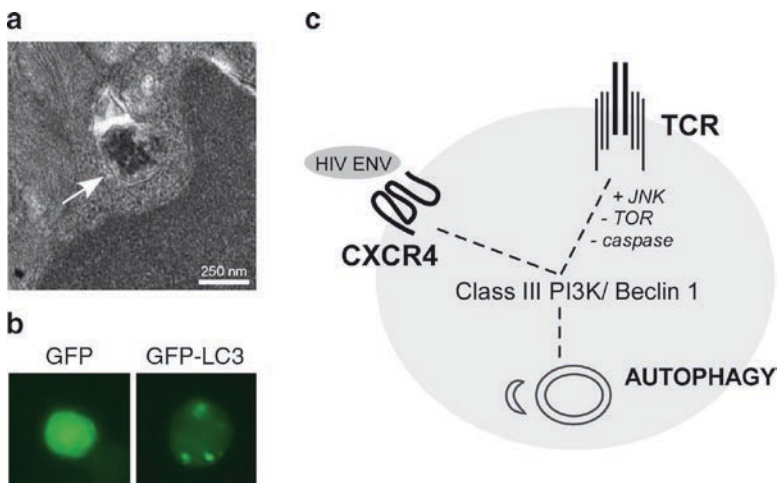 a
250 nm
b
GFP
GFP-LC3
c
TCR
HIV ENV
CXCR4
+ JNK
- TOR
- caspase
Class III PI3K/ Beclin 1
AUTOPHAGY